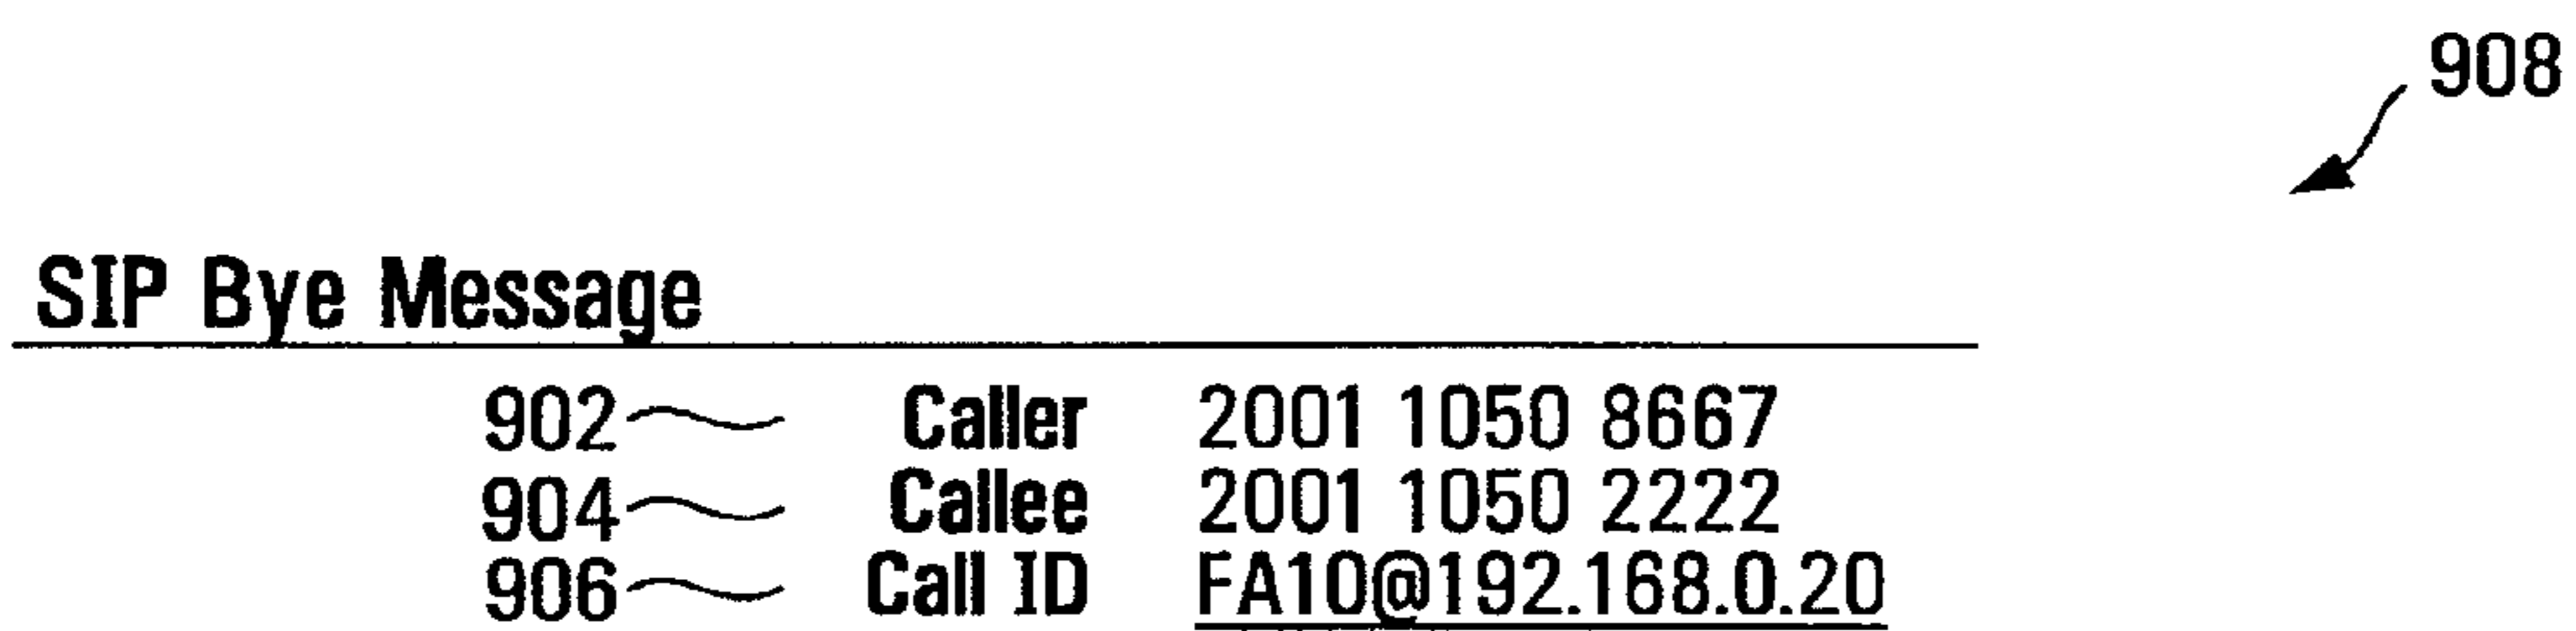 908
SIP Bye Message
902 Caller 2001 1050 8667
904 Callee 2001 1050 2222
906 Call ID FA10@192.168.0.20